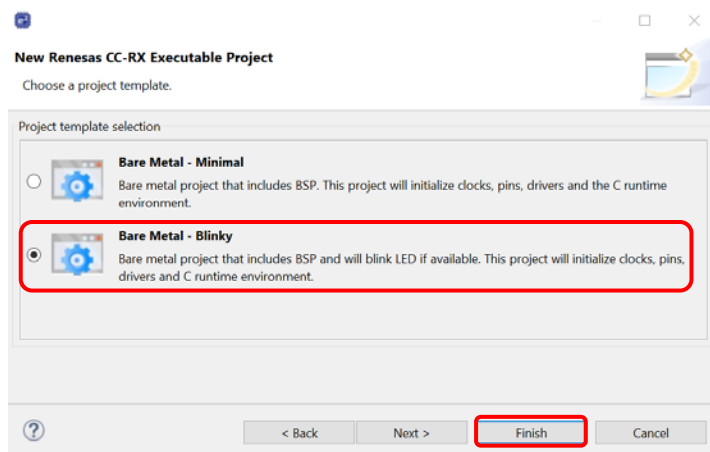 New Renesas CC-RX Executable Project
Choose a project template.
Project template selection
Bare Metal - Minimal
Bare metal project that includes BSP. This project will initialize clocks, pins, drivers and the C runtime
environment.
Bare Metal - Blinky
Bare metal project that includes BSP and will blink LED if available. This project will initialize clocks, pins,
drivers and C runtime environment.
?
< Back
Next >
Finish
Cancel